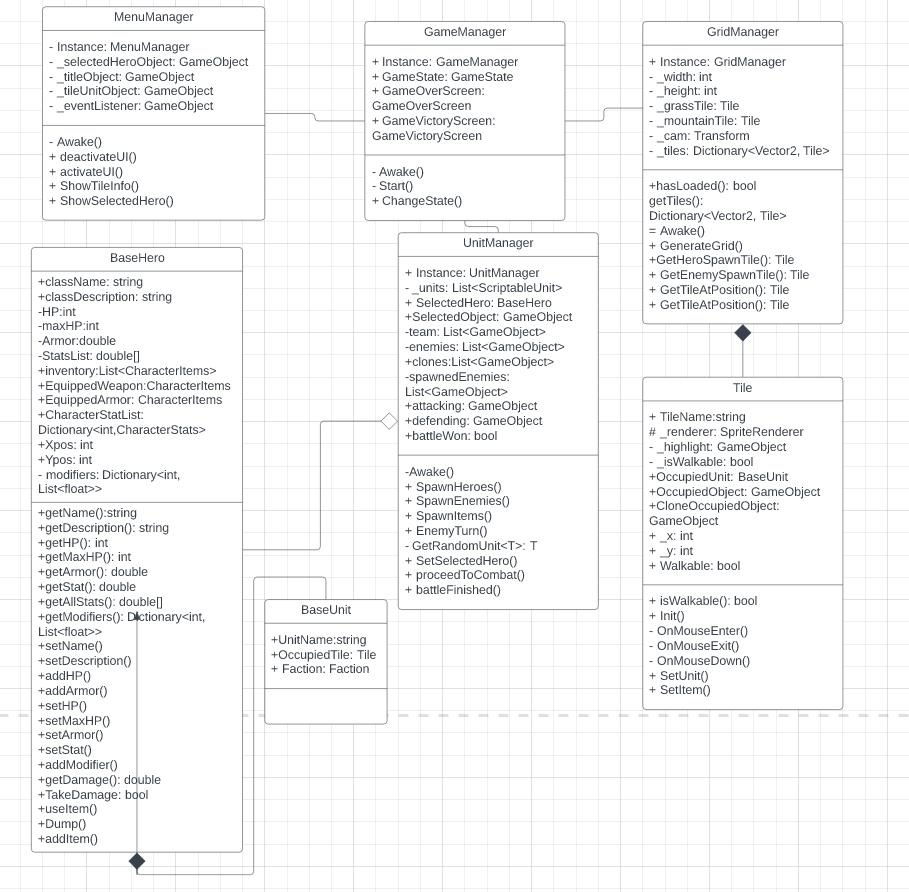 MenuManager
- Instance: MenuManager
- _selectedHeroObject: GameObject
- _titleObject: GameObject
- _tileUnitObject: GameObject
- _eventListener: GameObject
- Awake()
+ deactivateUI()
+ activateUI()
+ ShowTileInfo()
+ ShowSelectedHero()
GameManager
+ Instance: GameManager
+ GameState: GameState
+ GameOverScreen:
GameOverScreen
+ GameVictoryScreen:
GameVictoryScreen
- Awake()
- Start()
+ ChangeState()
GridManager
+ Instance: GridManager
- _width: int
- _height: int
- _grassTile: Tile
- _mountainTile: Tile
- _cam: Transform
- _tiles: Dictionary<Vector2, Tile>
+hasLoaded(): bool
getTiles():
Dictionary<Vector2, Tile>
= Awake()
+ GenerateGrid()
+GetHeroSpawnTile(): Tile
+ GetEnemySpawnTile(): Tile
+ GetTileAtPosition(): Tile
+ GetTileAtPosition(): Tile
BaseHero
+className: string
+classDescription: string
-HP:int
-maxHP:int
-Armor:double
-StatsList: double[]
+inventory:List<CharacterItems>
+EquippedWeapon:CharacterItems
+EquippedArmor: CharacterItems
+CharacterStatList:
Dictionary<int,CharacterStats>
+Xpos: int
+Ypos: int
- modifiers: Dictionary<int,
List<float>>
+getName():string
+getDescription(): string
+getHP(): int
+getMaxHP(): int
+getArmor(): double
+getStat(): double
+getAllStats(): double[]
+getModifiers(): Dictionary<int,
List<float>>
+setName()
+setDescription()
+addHP()
+addArmor()
+setHP()
+setMaxHP()
+setArmor()
+setStat()
+addModifier()
+getDamage(): double
+TakeDamage: bool
+useItem()
+Dump()
+addItem()
UnitManager
+ Instance: UnitManager
- _units: List<ScriptableUnit>
+ SelectedHero: BaseHero
+SelectedObject: GameObject
-team: List<GameObject>
-enemies: List<GameObject>
+clones:List<GameObject>
-spawnedEnemies:
List<GameObject>
+attacking: GameObject
+defending: GameObject
+battleWon: bool
-Awake()
+ SpawnHeroes()
+ SpawnEnemies()
+ SpawnItems()
+ EnemyTurn()
- GetRandomUnit<T>: T
+ SetSelectedHero()
+ proceedToCombat()
+ battleFinished()
BaseUnit
+UnitName:string
+OccupiedTile: Tile
+ Faction: Faction
Tile
+ TileName:string
# _renderer: SpriteRenderer
- _highlight: GameObject
- _isWalkable: bool
+OccupiedUnit: BaseUnit
+OccupiedObject: GameObject
+CloneOccupiedObject:
GameObject
+ _x: int
+ _y: int
+ Walkable: bool
+ isWalkable(): bool
+ Init()
- OnMouseEnter()
- OnMouseExit()
- OnMouseDown()
+ SetUnit()
+ SetItem()